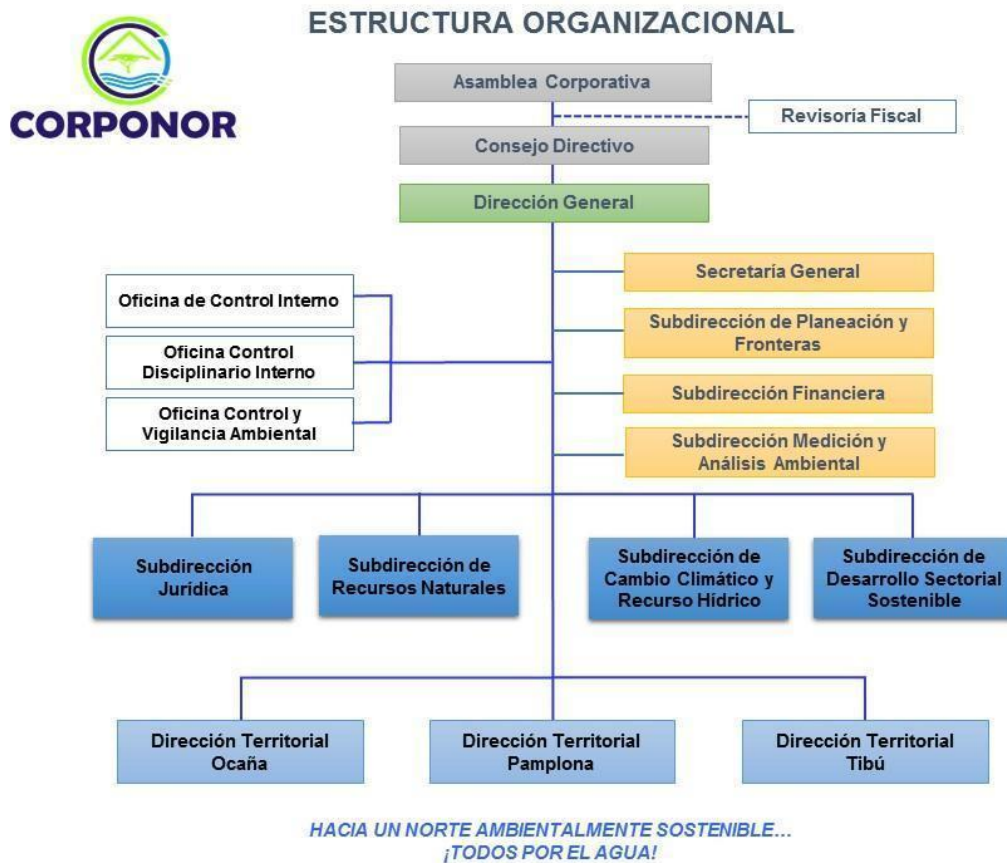 ESTRUCTURA ORGANIZACIONAL
CORPONOR
Asamblea Corporativa
Revisoría Fiscal
Consejo Directivo
Dirección General
Secretaría General
Oficina de Control Interno
Subdirección de Planeación y
Fronteras
Oficina Control
Disciplinario Interno
Subdirección Financiera
Oficina Control y
Vigilancia Ambiental
Subdirección Medición y
Análisis Ambiental
Subdirección
Jurídica
Subdirección de
Recursos Naturales
Subdirección de
Cambio Climático y
Recurso Hídrico
Subdirección de
Desarrollo Sectorial
Sostenible
Dirección Territorial
Ocaña
Dirección Territorial
Pamplona
Dirección Territorial
Tibú
HACIA UN NORTE AMBIENTALMENTE SOSTENIBLE...
¡TODOS POR EL AGUA!